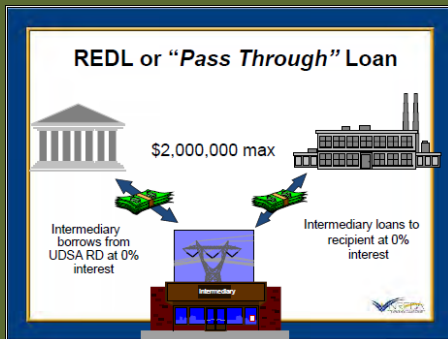 REDL or “Pass Through” Loan
$2,000,000 max
Intermediary
borrows from
UDSA RD at 0%
interest
Intermediary loans to
recipient at 0%
interest
Intermediary